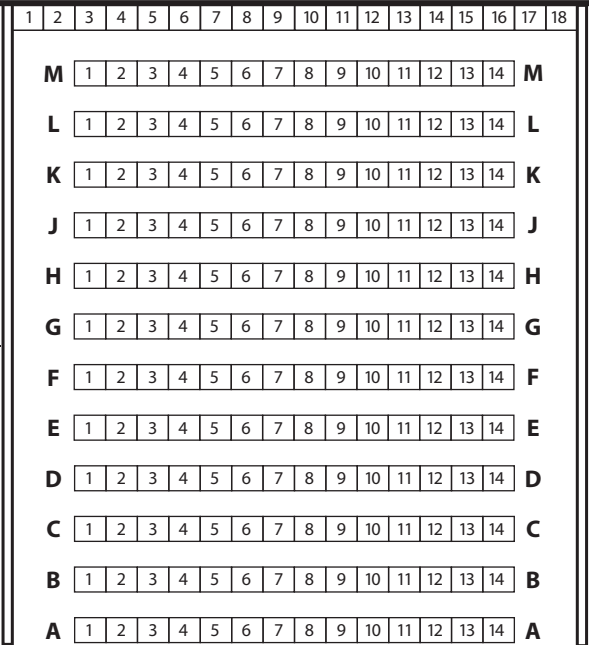 1 2 3 4 5 6 7 8 9 10 11 12 13 14 15 16 17 18
M 1 2 3 4 5 6 7 8 9 10 11 12 13 14 M
L 1 2 3 4 5 6 7 8 9 10 11 12 13 14 L
K 1 2 3 4 5 6 7 8 9 10 11 12 13 14 K
J 1 2 3 4 5 6 7 8 9 10 11 12 13 14 J
H 1 2 3 4 5 6 7 8 9 10 11 12 13 14 H
G 1 2 3 4 5 6 7 8 9 10 11 12 13 14 G
F 1 2 3 4 5 6 7 8 9 10 11 12 13 14 F
E 1 2 3 4 5 6 7 8 9 10 11 12 13 14 E
D 1 2 3 4 5 6 7 8 9 10 11 12 13 14 D
C 1 2 3 4 5 6 7 8 9 10 11 12 13 14 C
B 1 2 3 4 5 6 7 8 9 10 11 12 13 14 B
A 1 2 3 4 5 6 7 8 9 10 11 12 13 14 A